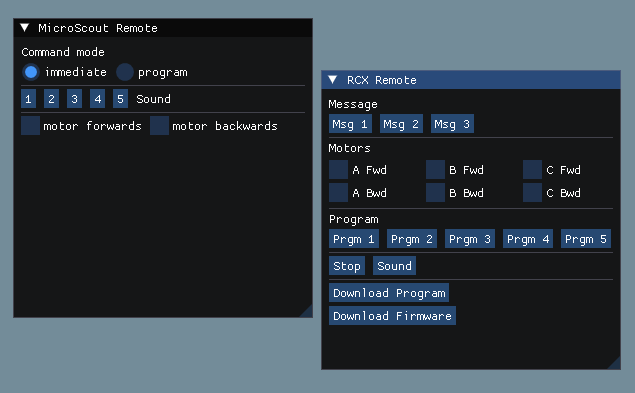 MicroScout Remote
Command mode
immediate program
1 2 3 4 5 Sound
motor forwards motor backwards
RCX Remote
Message
Msg 1 Msg 2 Msg 3
Motors
A Fwd B Fwd C Fwd
A Bwd B Bwd C Bwd
Program
Prgm 1 Prgm 2 Prgm 3 Prgm 4 Prgm 5
Stop Sound
Download Program
Download Firmware